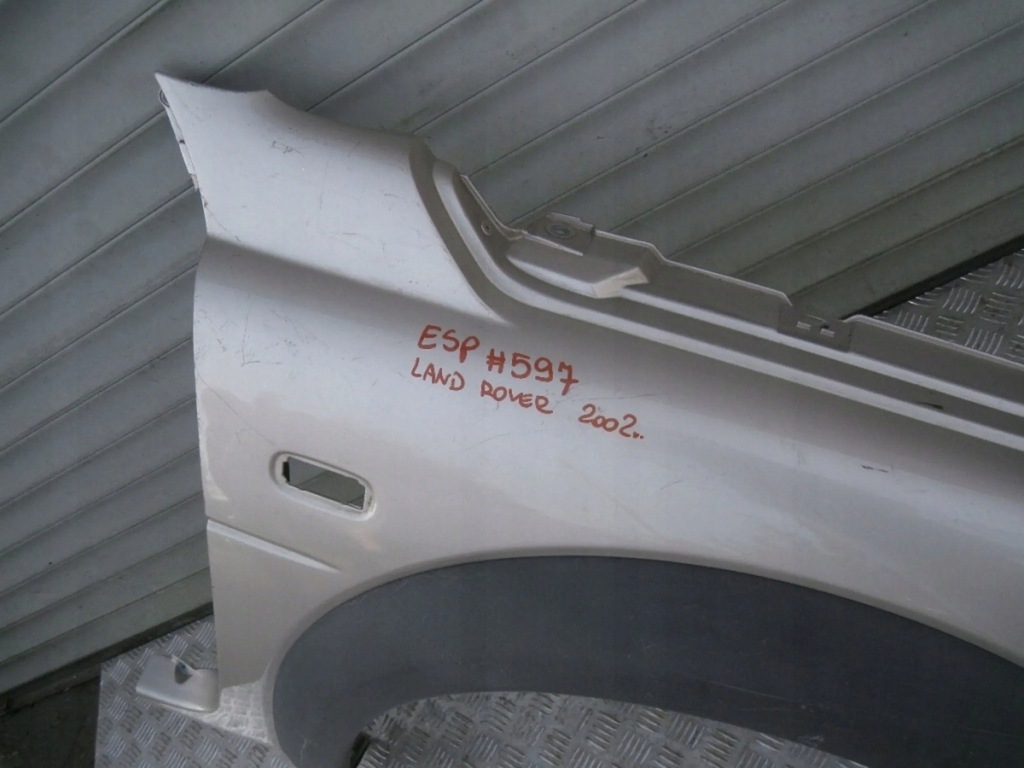 ESP #597
LAND ROVER 2002..